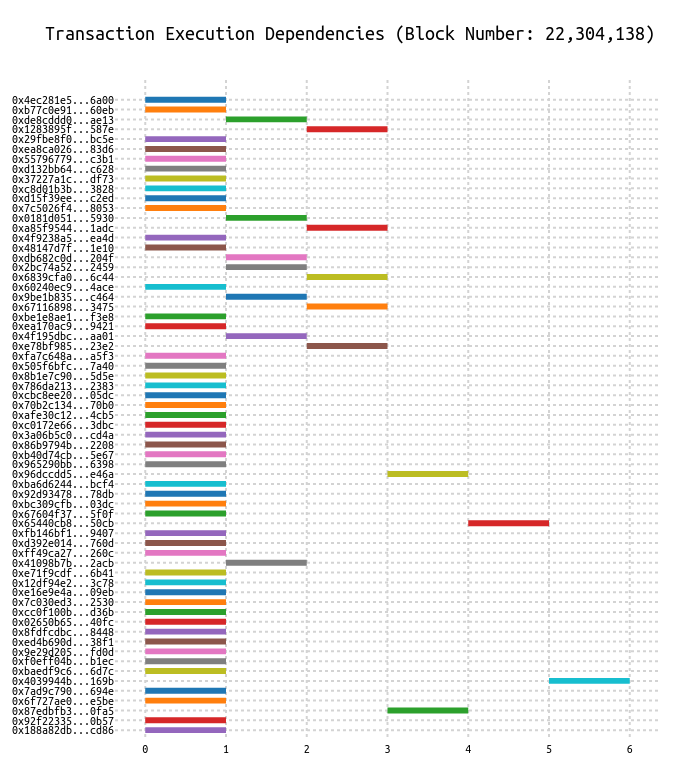 Transaction Execution Dependencies (Block Number: 22,304,138)
0x4ec281e5...6a00
0xb77c0e91...60eb
0xde8cddd0...ae13
0x1283895f...587e
0x29fbe8f0...bc5e
0xea8ca026...83d6
0x55796779...c3b1
0xd132bb64...c628
0x37227a1c...df73
0xc8d01b3b...3828
0xd15f39ee...c2ed
0x7c5026f4...8053
0x0181d051...5930
0xa85f9544...1adc
0x4f9238a5...ea4d
0x48147d7f...1e10
0xdb682c0d...204f
0x2bc74a52...2459
0x6839cfa0...6c44
0x60240ec9...4ace
0x9be1b835...c464
0x67116898...3475
0xbe1e8ae1...f3e8
0xea170ac9...9421
0x4f195dbc...aa01
0xe78bf985...23e2
0xfa7c648a...a5f3
0x505f6bfc...7a40
0x8b1e7c90...5d5e
0x786da213...2383
0xcbc8ee20...05dc
0x70b2c134...70b0
0xafe30c12...4cb5
0xc0172e66...3dbc
0x3a06b5c0...cd4a
0x86b9794b...2208
0xb40d74cb...5e67
0x965290bb...6398
0x96dccdd5...e46a
0xba6d6244...bcf4
0x92d93478...78db
0xbc309cfb...03dc
0x67604f37...5f0f
0x65440cb8...50cb
0xfb146bf1...9407
0xd392e014...760d
0xff49ca27...260c
0x41098b7b...2acb
0xe71f9cdf...6b41
0x12df94e2...3c78
0xe16e9e4a...09eb
0x7c030ed3...2530
0xcc0f100b...d36b
0x02650b65...40fc
0x8fdfcdbc...8448
0xed4b690d...38f1
0x9e29d205...fd0d
0xf0eff04b...b1ec
0xbaedf9c6...6d7c
0x4039944b...169b
0x7ad9c790...694e
0x6f727ae0...e5be
0x87edbfb3...0fa5
0x92f22335...0b57
0x188a82db...cd86
0 1 2 3 4 5 6